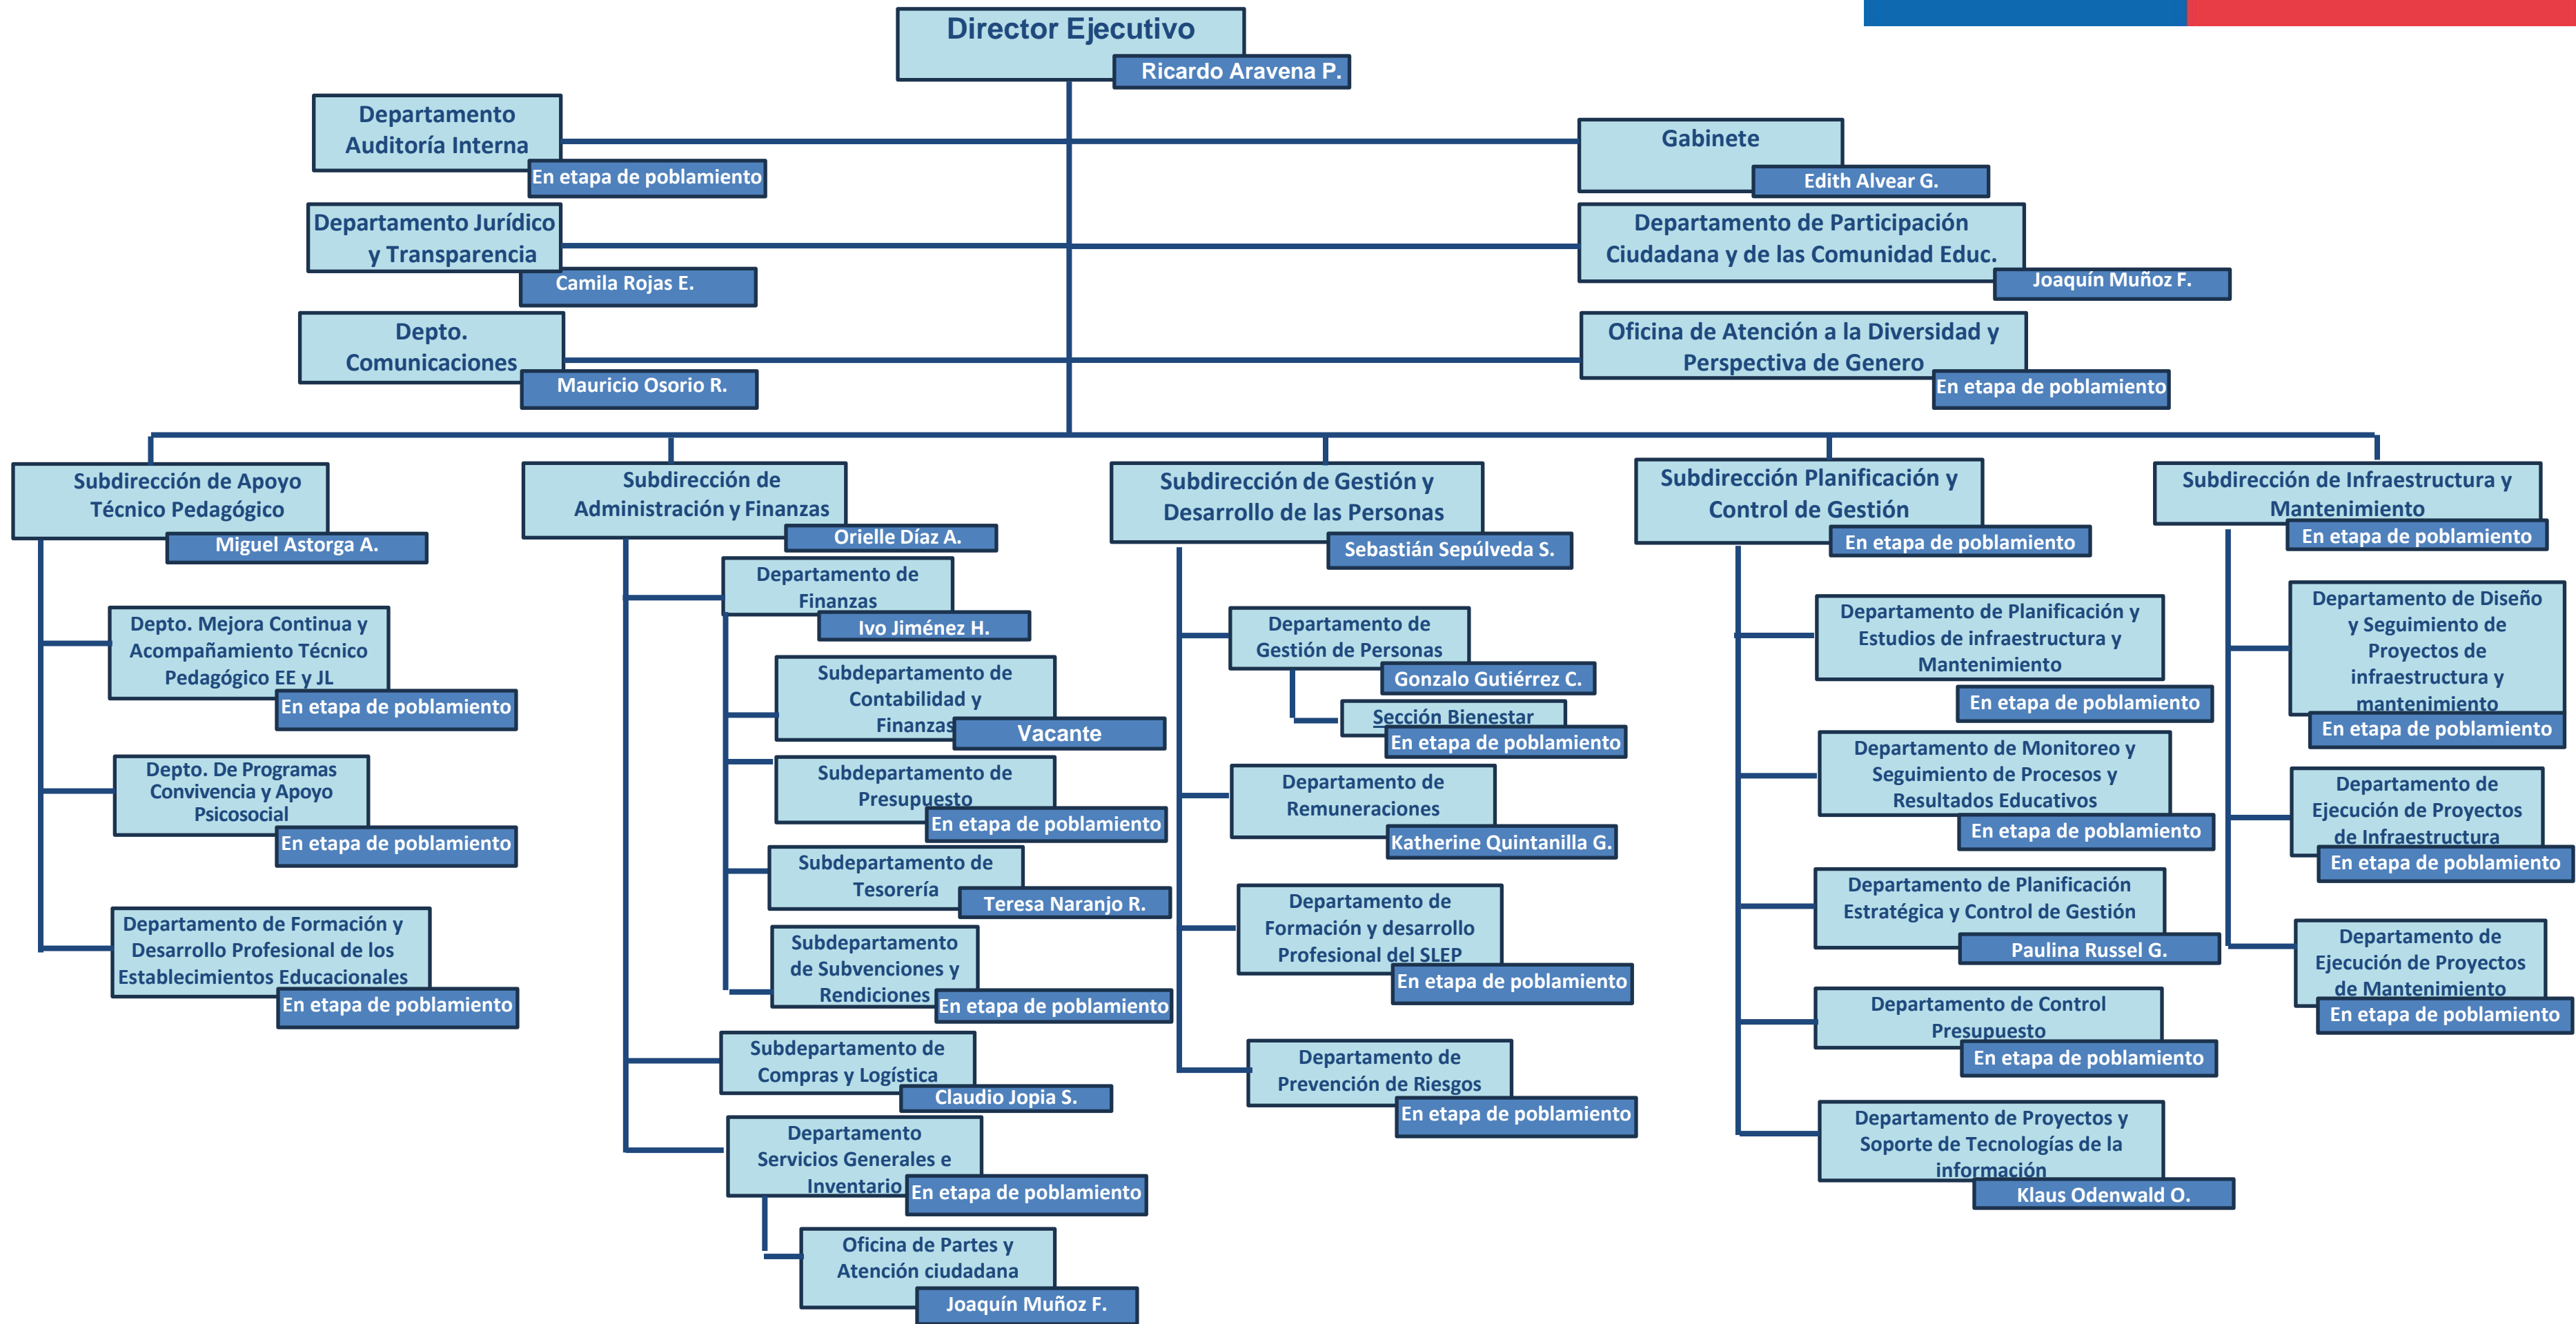 Director Ejecutivo
Ricardo Aravena P.
Departamento
Auditoría Interna
En etapa de poblamiento
Gabinete
Edith Alvear G.
Departamento Jurídico
y Transparencia
Camila Rojas E.
Departamento de Participación
Ciudadana y de las Comunidad Educ.
Joaquín Muñoz F.
Depto.
Comunicaciones
Mauricio Osorio R.
Oficina de Atención a la Diversidad y
Perspectiva de Genero
En etapa de poblamiento
Subdirección de Apoyo
Técnico Pedagógico
Miguel Astorga A.
Depto. Mejora Continua y
Acompañamiento Técnico
Pedagógico EE y JL
En etapa de poblamiento
Depto. De Programas
Convivencia y Apoyo
Psicosocial
En etapa de poblamiento
Departamento de Formación y
Desarrollo Profesional de los
Establecimientos Educacionales
En etapa de poblamiento
Subdirección de
Administración y Finanzas
Orielle Díaz A.
Departamento de
Finanzas
Ivo Jiménez H.
Subdepartamento de
Contabilidad y
Finanzas
Vacante
Subdepartamento de
Presupuesto
En etapa de poblamiento
Subdepartamento de
Tesorería
Teresa Naranjo R.
Subdepartamento
de Subvenciones y
Rendiciones
En etapa de poblamiento
Subdepartamento de
Compras y Logística
Claudio Jopia S.
Departamento
Servicios Generales e
Inventario
En etapa de poblamiento
Oficina de Partes y
Atención ciudadana
Joaquín Muñoz F.
Subdirección de Gestión y
Desarrollo de las Personas
Sebastián Sepúlveda S.
Departamento de
Gestión de Personas
Gonzalo Gutiérrez C.
Sección Bienestar
En etapa de poblamiento
Departamento de
Remuneraciones
Katherine Quintanilla G.
Departamento de
Formación y desarrollo
Profesional del SLEP
En etapa de poblamiento
Departamento de
Prevención de Riesgos
En etapa de poblamiento
Subdirección Planificación y
Control de Gestión
En etapa de poblamiento
Departamento de Planificación y
Estudios de infraestructura y
Mantenimiento
En etapa de poblamiento
Departamento de Monitoreo y
Seguimiento de Procesos y
Resultados Educativos
En etapa de poblamiento
Departamento de Planificación
Estratégica y Control de Gestión
Paulina Russel G.
Departamento de Control
Presupuesto
En etapa de poblamiento
Departamento de Proyectos y
Soporte de Tecnologías de la
información
Klaus Odenwald O.
Subdirección de Infraestructura y
Mantenimiento
En etapa de poblamiento
Departamento de Diseño
y Seguimiento de
Proyectos de
infraestructura y
mantenimiento
En etapa de poblamiento
Departamento de
Ejecución de Proyectos
de Infraestructura
En etapa de poblamiento
Departamento de
Ejecución de Proyectos
de Mantenimiento
En etapa de poblamiento